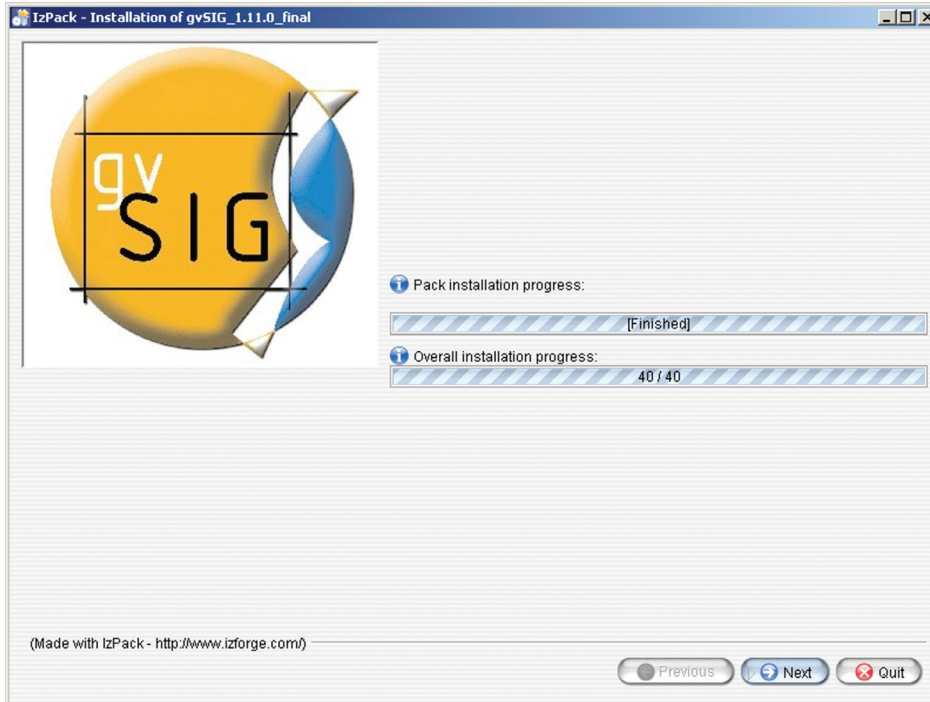 IzPack - Installation of gvSIG_1.11.0_final
gv
SIG
Pack installation progress:
[Finished]
Overall installation progress:
40 / 40
(Made with IzPack - http://www.izforge.com/)
Previous
Next
Quit